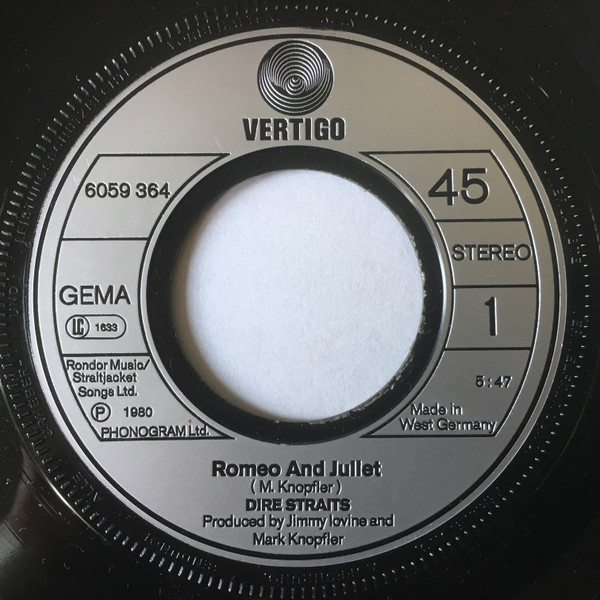 VERTIGO
6059 364
GEMA
LC 1633
Rondor Music/
Straitjacket
Songs Ltd.
℗ 1980
PHONOGRAM Ltd.
45
STEREO
1
5:47
Made in
West Germany
Romeo And Juliet
( M. Knopfler )
DIRE STRAITS
Produced by Jimmy Iovine and
Mark Knopfler